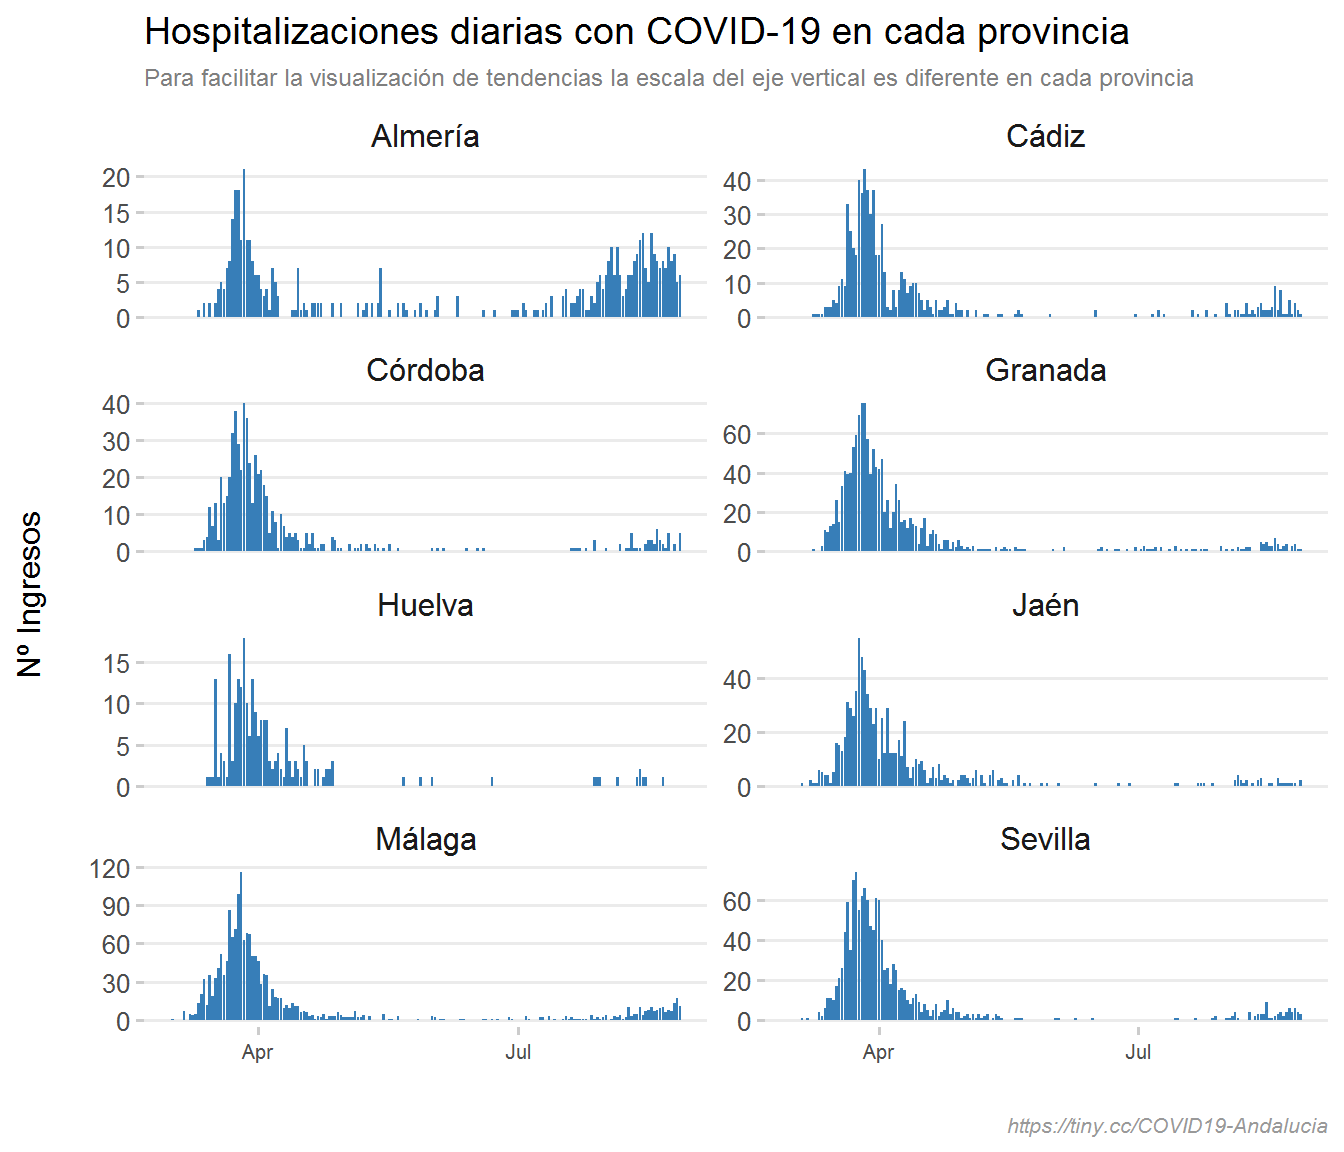 Hospitalizaciones diarias con COVID-19 en cada provincia
Para facilitar la visualización de tendencias la escala del eje vertical es diferente en cada provincia
Nº Ingresos
Almería
20
15
10
5
0
Cádiz
40
30
20
10
0
Córdoba
40
30
20
10
0
Granada
60
40
20
0
Huelva
15
10
5
0
Jaén
40
20
0
Málaga
120
90
60
30
0
Apr
Jul
Sevilla
60
40
20
0
Apr
Jul
https://tiny.cc/COVID19-Andalucia